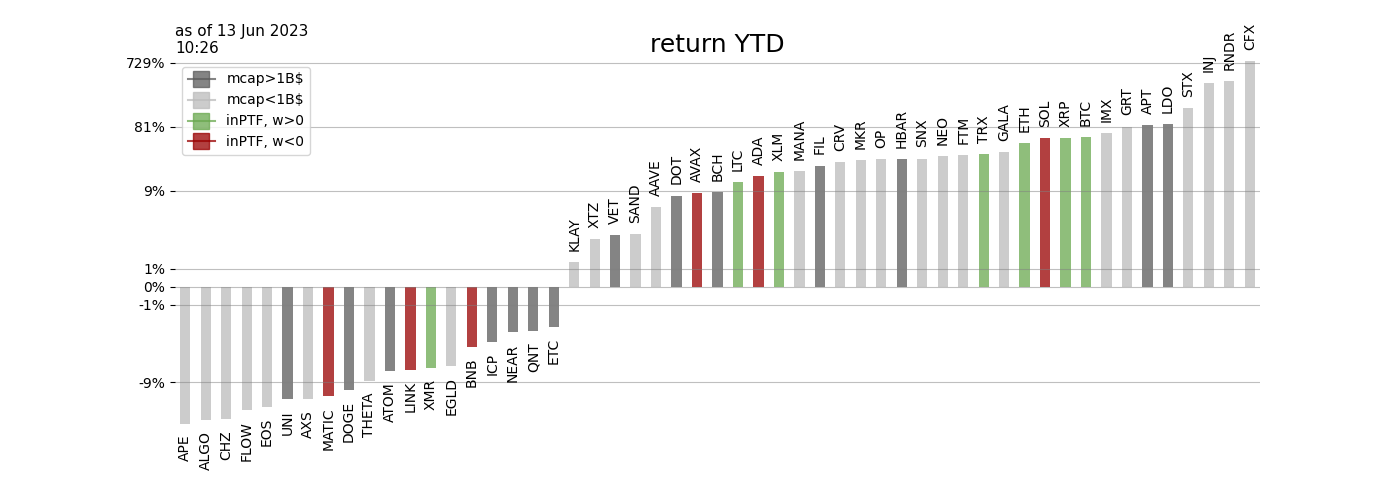 as of 13 Jun 2023
10:26
return YTD
729%
81%
9%
1%
0%
-1%
-9%
mcap>1B$
mcap<1B$
inPTF, w>0
inPTF, w<0
APE
ALGO
CHZ
FLOW
EOS
UNI
AXS
MATIC
DOGE
THETA
ATOM
LINK
XMR
EGLD
BNB
ICP
NEAR
QNT
ETC
KLAY
XTZ
VET
SAND
AAVE
DOT
AVAX
BCH
LTC
ADA
XLM
MANA
FIL
CRV
MKR
OP
HBAR
SNX
NEO
FTM
TRX
GALA
ETH
SOL
XRP
BTC
IMX
GRT
APT
LDO
STX
INJ
RNDR
CFX